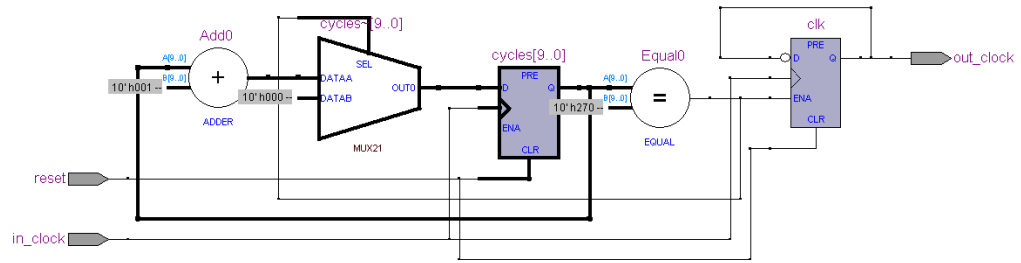 Add0
A[9..0]
B[9..0]
10' h001 --
+
ADDER
cycles~[9..0]
SEL
DATAA
DATAB
10' h000 --
OUT0
MUX21
cycles[9..0]
PRE
D
Q
ENA
CLR
Equal0
A[9..0]
B[9..0]
10' h270 --
=
EQUAL
clk
PRE
D
Q
ENA
CLR
out_clock
reset
in_clock